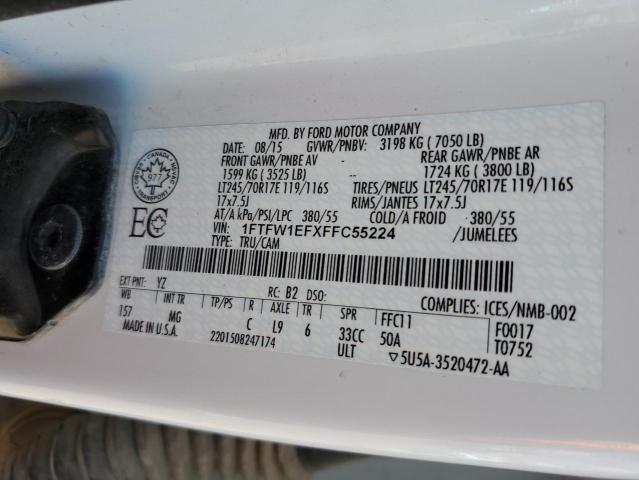 MFD. BY FORD MOTOR COMPANY
DATE: 08/15 GVWR/PNBV: 3198 KG ( 7050 LB)
FRONT GAWR/PNBE AV -- REAR GAWR/PNBE AR
1599 KG ( 3525 LB) 1724 KG ( 3800 LB)
LT245/70R17E 119/116S TIRES/PNEUS LT245/70R17E 119/116S
17x7.5J RIMS/JANTES 17x7.5J
AT/A kPa/PSI/LPC 380/55 COLD/A FROID 380/55
VIN: 1FTFW1EFXFFC55224 /JUMELEES
TYPE: TRU/CAM
CANADA
977
TRANSPORT
EC
EXT PNT: YZ RC: B2 DSO: COMPLIES: ICES/NMB-002
WB INT TR TP/PS R AXLE TR SPR FFC11 F0017
157 MG C L9 6 33CC 50A T0752
MADE IN U.S.A. 2201508247174 ULT ▽5U5A-3520472-AA